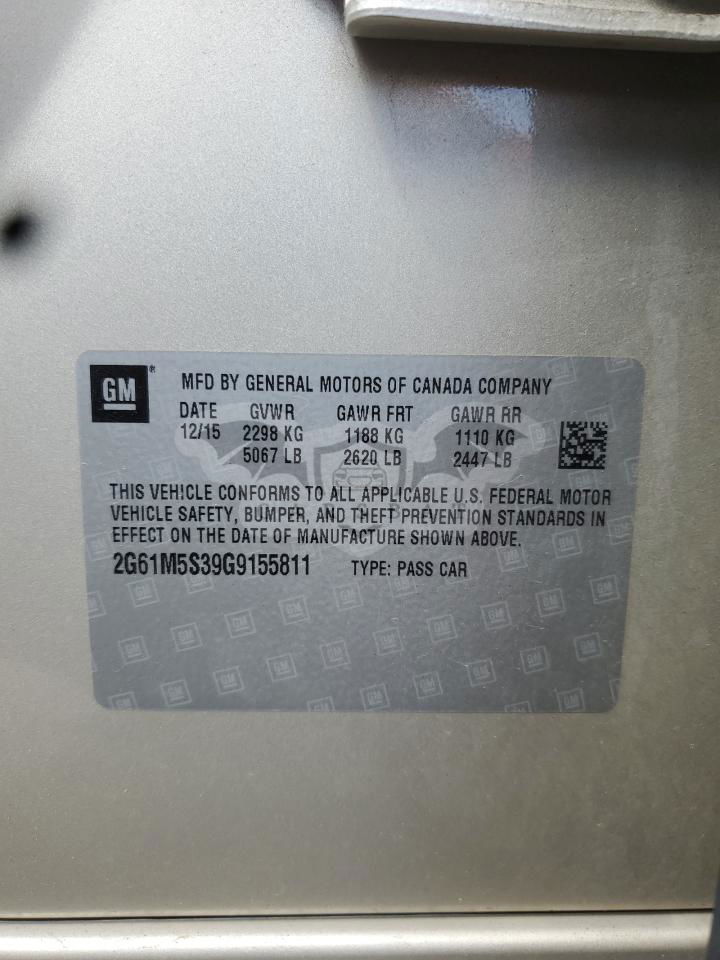 GM®
MFD BY GENERAL MOTORS OF CANADA COMPANY
DATE GVWR GAWR FRT GAWR RR
12/15 2298 KG 1188 KG 1110 KG
5067 LB 2620 LB 2447 LB
THIS VEHICLE CONFORMS TO ALL APPLICABLE U.S. FEDERAL MOTOR
VEHICLE SAFETY, BUMPER, AND THEFT PREVENTION STANDARDS IN
EFFECT ON THE DATE OF MANUFACTURE SHOWN ABOVE.
2G61M5S39G9155811 TYPE: PASS CAR